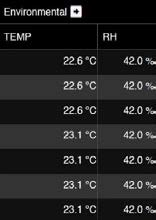 Environmental +
TEMP RH
22.6 °C 42.0 ‰
22.6 °C 42.0 ‰
22.6 °C 42.0 ‰
23.1 °C 42.0 ‰
23.1 °C 42.0 ‰
23.1 °C 42.0 ‰
23.1 °C 42.0 ‰